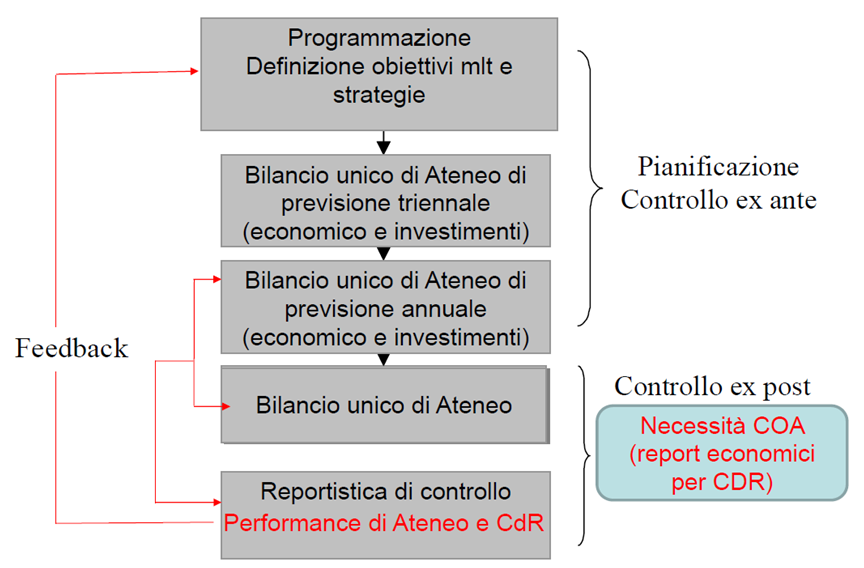 Programmazione
Definizione obiettivi mlt e
strategie
Bilancio unico di Ateneo di
previsione triennale
(economico e investimenti)
Pianificazione
Controllo ex ante
Bilancio unico di Ateneo di
previsione annuale
(economico e investimenti)
Feedback
Bilancio unico di Ateneo
Controllo ex post
Necessità COA
(report economici
per CDR)
Reportistica di controllo
Performance di Ateneo e CdR